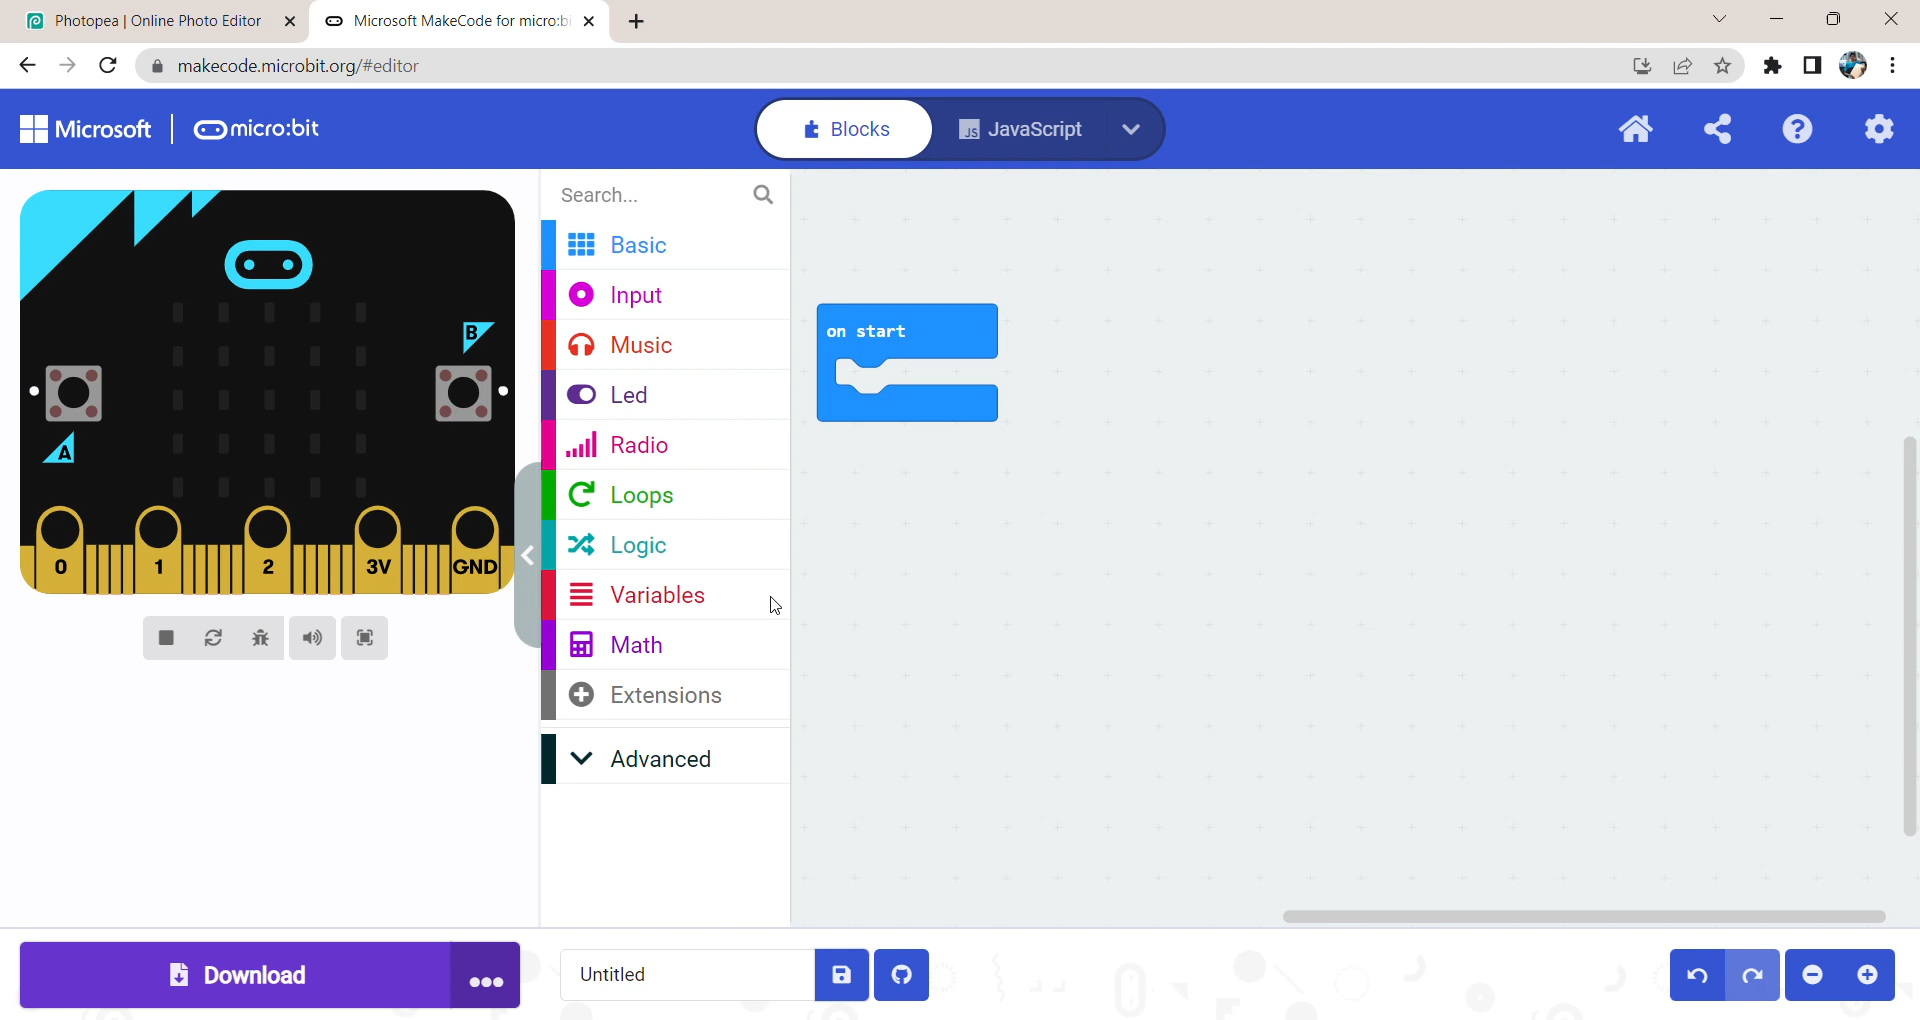 Photopea | Online Photo Editor
Microsoft MakeCode for micro:b
makecode.microbit.org/#editor
Microsoft
micro:bit
Blocks
JS JavaScript
Search...
Basic
Input
Music
Led
Radio
Loops
Logic
Variables
Math
Extensions
Advanced
B
A
0 1 2 3V GND
on start
Download
Untitled